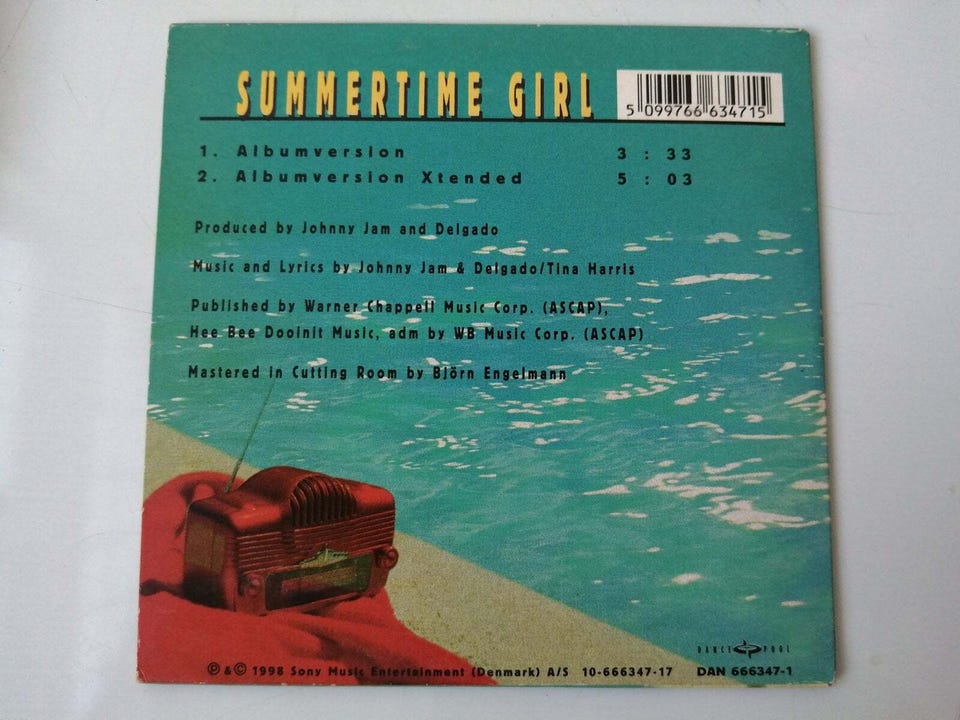 SUMMERTIME GIRL
5 099766 634715
1. Albumversion 3 : 33
2. Albumversion Xtended 5 : 03
Produced by Johnny Jam and Delgado
Music and Lyrics by Johnny Jam & Delgado/Tina Harris
Published by Warner Chappell Music Corp. (ASCAP),
Hee Bee Dooinit Music, adm by WB Music Corp. (ASCAP)
Mastered in Cutting Room by Björn Engelmann
DANCE POOL
℗ & © 1998 Sony Music Entertainment (Denmark) A/S 10-666347-17 DAN 666347-1